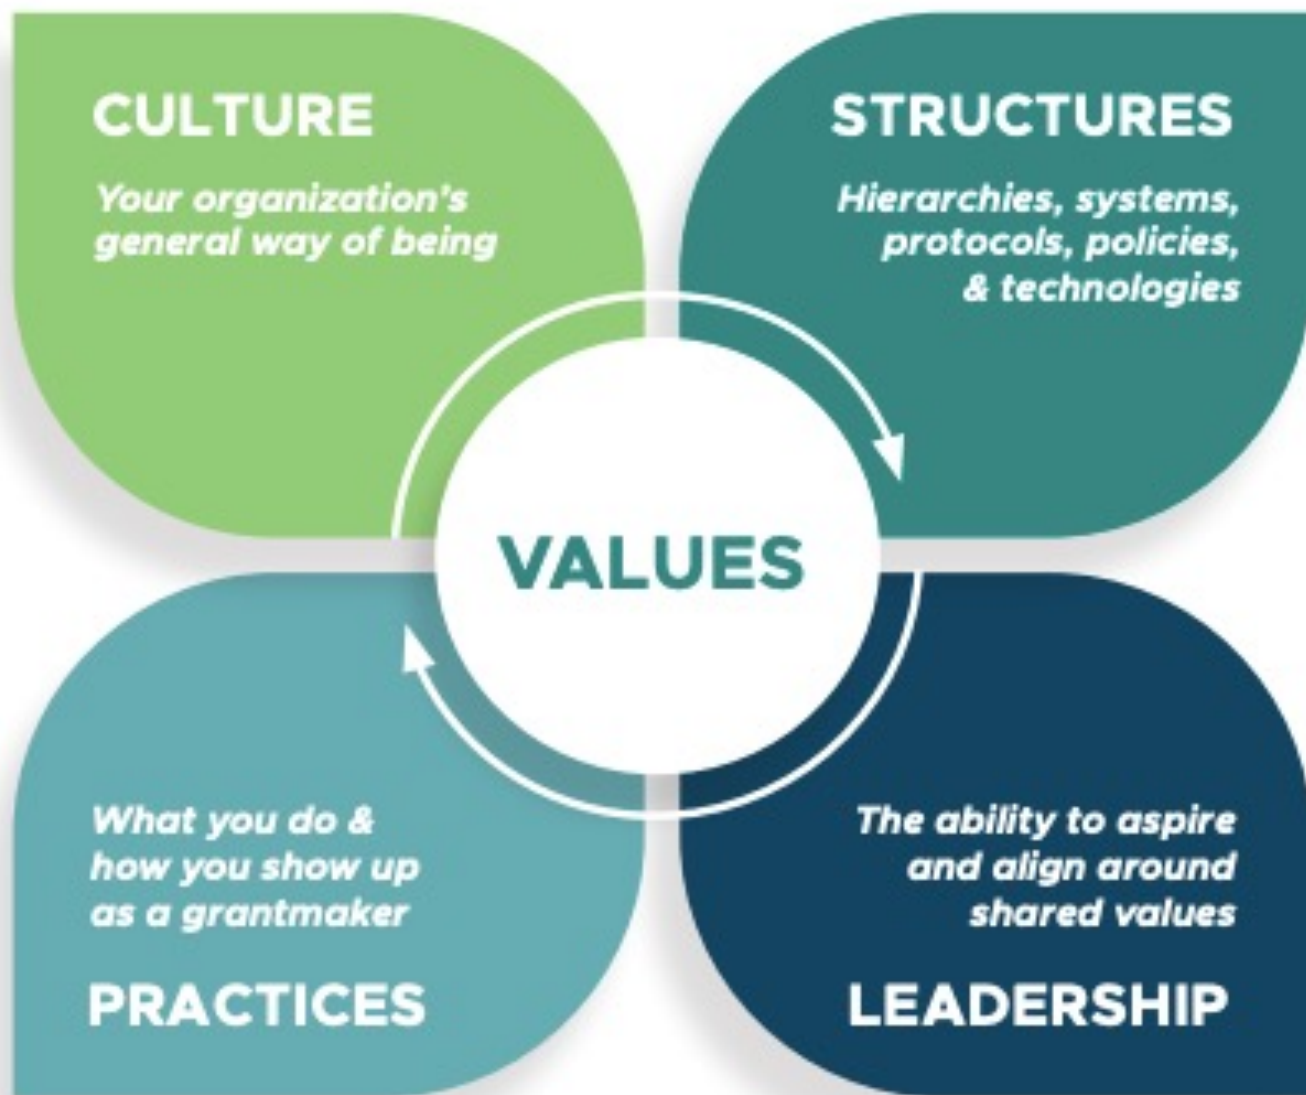 CULTURE
Your organization's
general way of being
STRUCTURES
Hierarchies, systems,
protocols, policies,
& technologies
VALUES
What you do &
how you show up
as a grantmaker
PRACTICES
The ability to aspire
and align around
shared values
LEADERSHIP